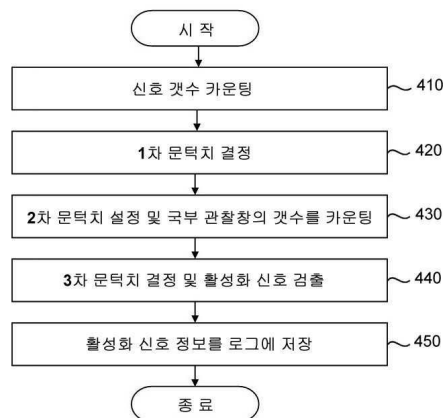 시 작
신호 갯수 카운팅
410
1차 문턱치 결정
420
2차 문턱치 설정 및 국부 관찰창의 갯수를 카운팅
430
3차 문턱치 결정 및 활성화 신호 검출
440
활성화 신호 정보를 로그에 저장
450
종 료